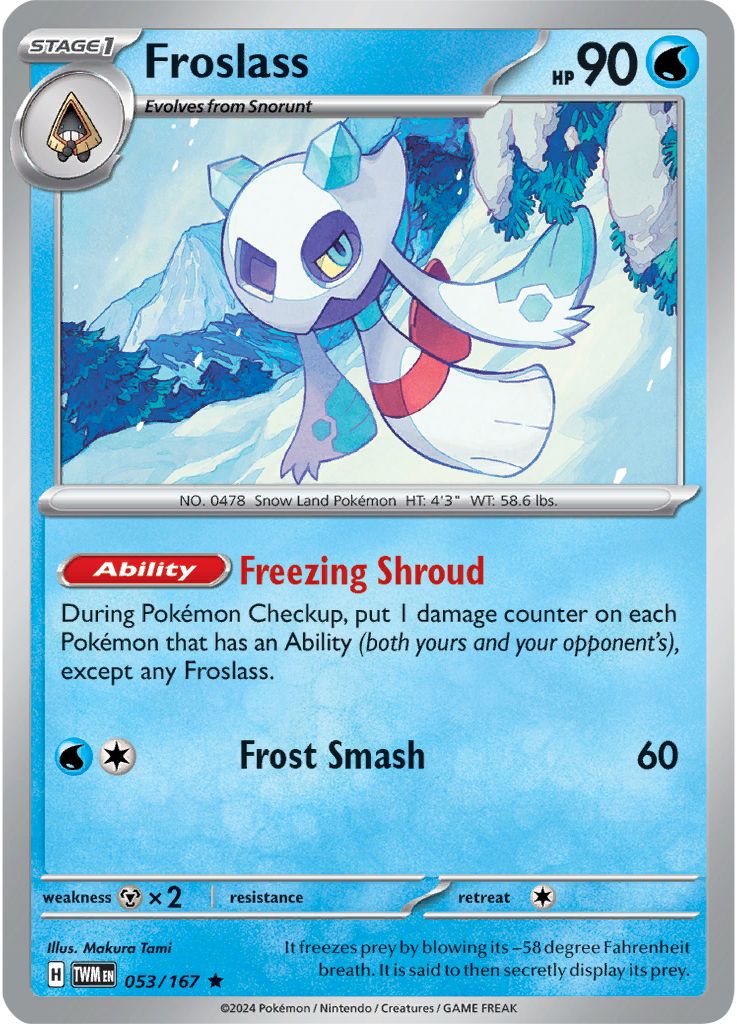 STAGE1
Froslass
HP 90
Evolves from Snorunt
NO. 0478 Snow Land Pokémon HT: 4'3" WT: 58.6 lbs.
Ability Freezing Shroud
During Pokémon Checkup, put 1 damage counter on each
Pokémon that has an Ability (both yours and your opponent's),
except any Froslass.
Frost Smash 60
weakness ×2 resistance retreat
Illus. Makura Tami
It freezes prey by blowing its –58 degree Fahrenheit
breath. It is said to then secretly display its prey.
H TWM EN 053/167 ★
©2024 Pokémon / Nintendo / Creatures / GAME FREAK